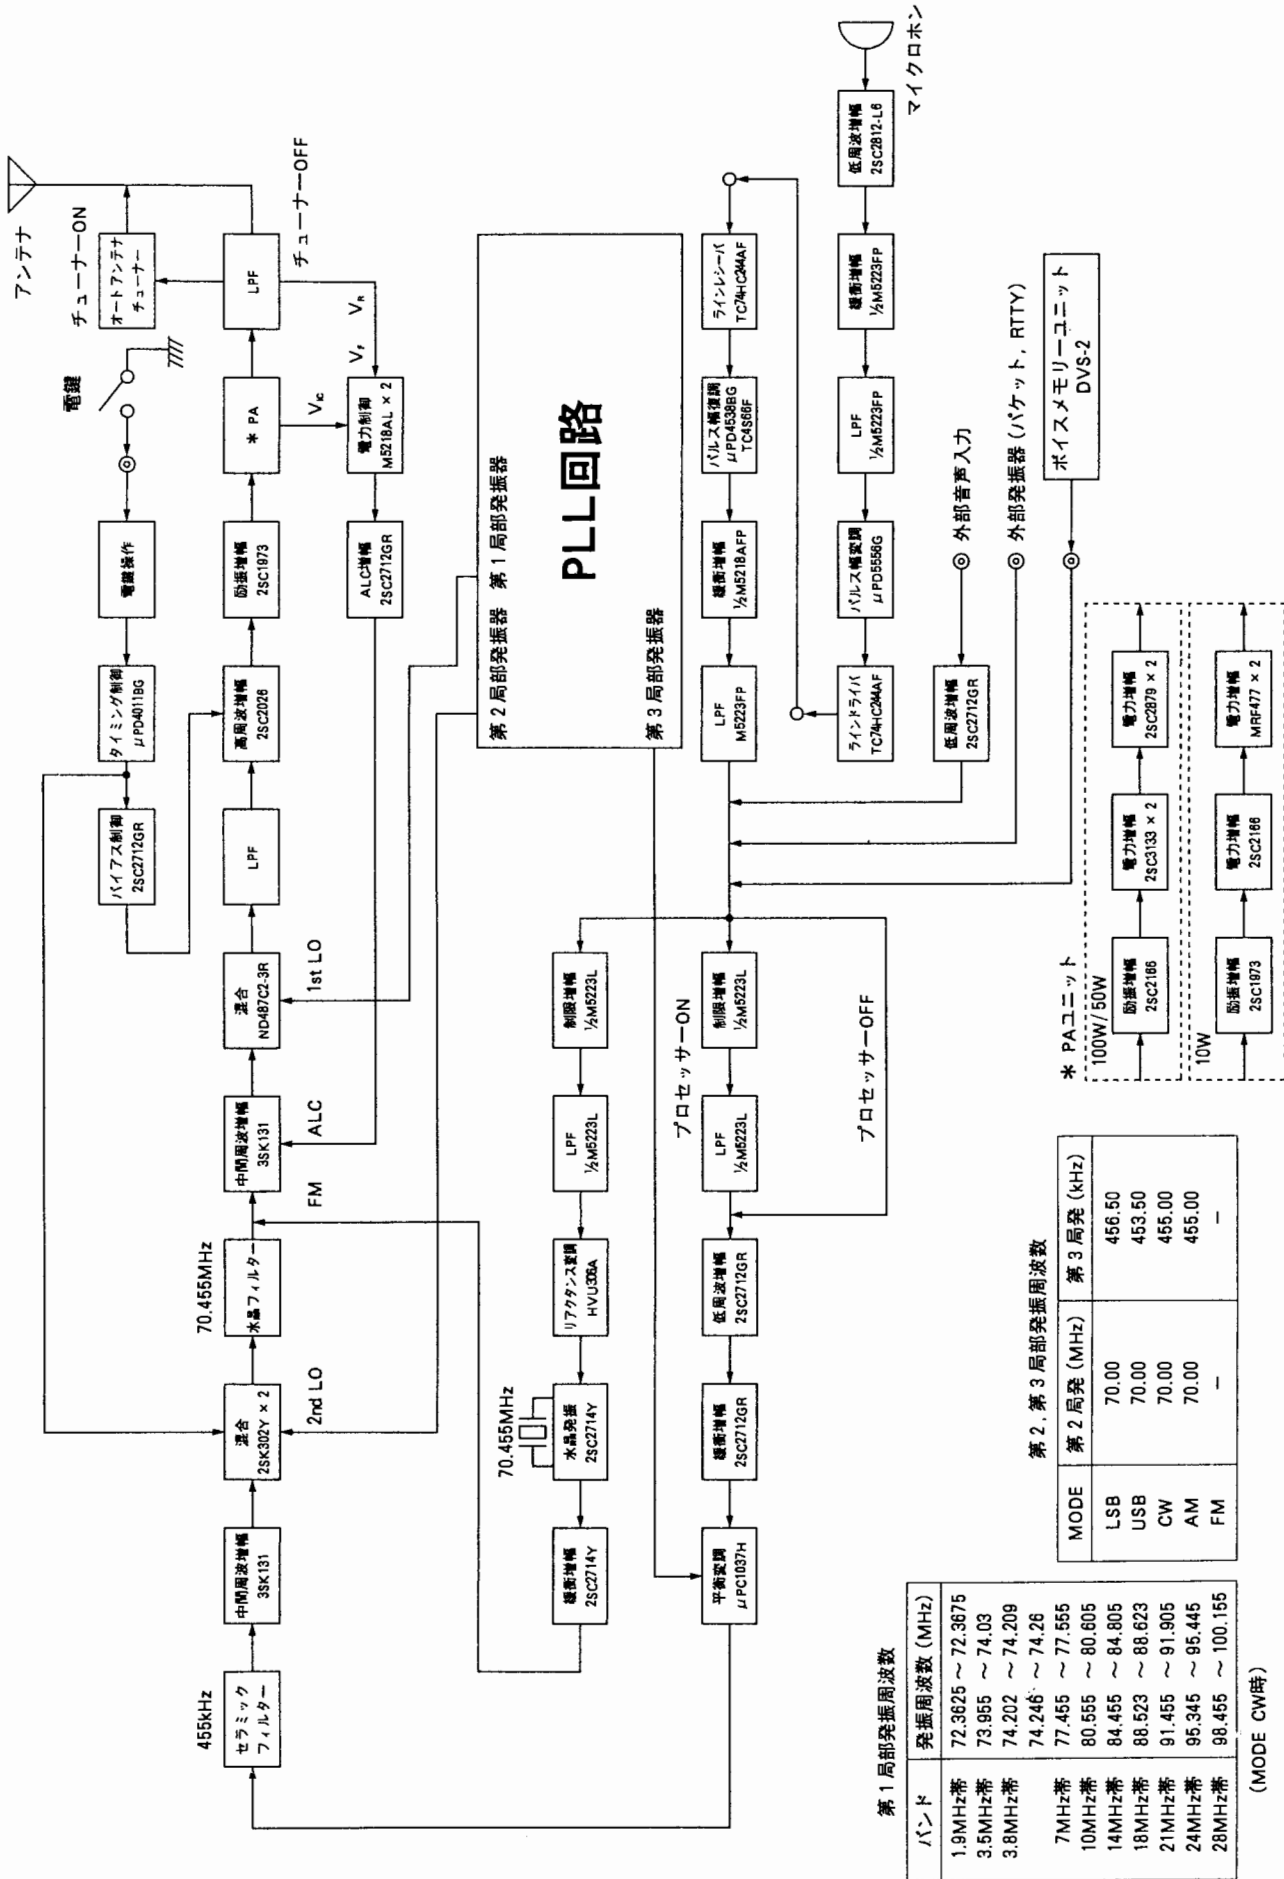 アンテナ
電鍵
チューナーON
オートアンテナ
チューナー
チューナーOFF
電鍵操作
タイミング制御
μPD4011BG
バイアス制御
2SC2712GR
455kHz
セラミック
フィルター
中間周波増幅
3SK131
混合
2SK302Y × 2
2nd LO
70.455MHz
水晶フィルター
FM
中間周波増幅
3SK131
ALC
混合
ND487C2-3R
1st LO
LPF
高周波増幅
2SC2026
励振増幅
2SC1973
* PA
LPF
V_IC
V_F
V_R
電力制御
M5218AL × 2
ALC増幅
2SC2712GR
第2局部発振器
第1局部発振器
PLL回路
第3局部発振器
緩衝増幅
2SC2714Y
70.455MHz
水晶発振
2SC2714Y
リアクタンス変調
HVU306A
LPF
½M5223L
制限増幅
½M5223L
プロセッサーON
平衡変調
μPC1037H
緩衝増幅
2SC2712GR
低周波増幅
2SC2712GR
LPF
½M5223L
制限増幅
½M5223L
プロセッサーOFF
LPF
M5223FP
緩衝増幅
½M5218AFP
パルス幅復調
μPD4538BG
TC4S66F
ラインレシーバ
TC74HC244AF
ラインドライバ
TC74HC244AF
パルス幅変調
μPD5556G
LPF
½M5223FP
緩衝増幅
½M5223FP
低周波増幅
2SC2812-L6
マイクロホン
低周波増幅
2SC2712GR
外部音声入力
外部発振器 (パケット, RTTY)
ボイスメモリーユニット
DVS-2
* PAユニット
100W/50W
励振増幅
2SC2166
電力増幅
2SC3133 × 2
電力増幅
2SC2879 × 2
10W
励振増幅
2SC1973
電力増幅
2SC2166
電力増幅
MRF477 × 2
第1局部発振周波数
バンド 発振周波数 (MHz)
1.9MHz帯 72.3625 ～ 72.3675
3.5MHz帯 73.955 ～ 74.03
3.8MHz帯 74.202 ～ 74.209
74.246 ～ 74.26
7MHz帯 77.455 ～ 77.555
10MHz帯 80.555 ～ 80.605
14MHz帯 84.455 ～ 84.805
18MHz帯 88.523 ～ 88.623
21MHz帯 91.455 ～ 91.905
24MHz帯 95.345 ～ 95.445
28MHz帯 98.455 ～ 100.155
(MODE CW時)
第2, 第3局部発振周波数
MODE 第2局発 (MHz) 第3局発 (kHz)
LSB 70.00 456.50
USB 70.00 453.50
CW 70.00 455.00
AM 70.00 455.00
FM － －